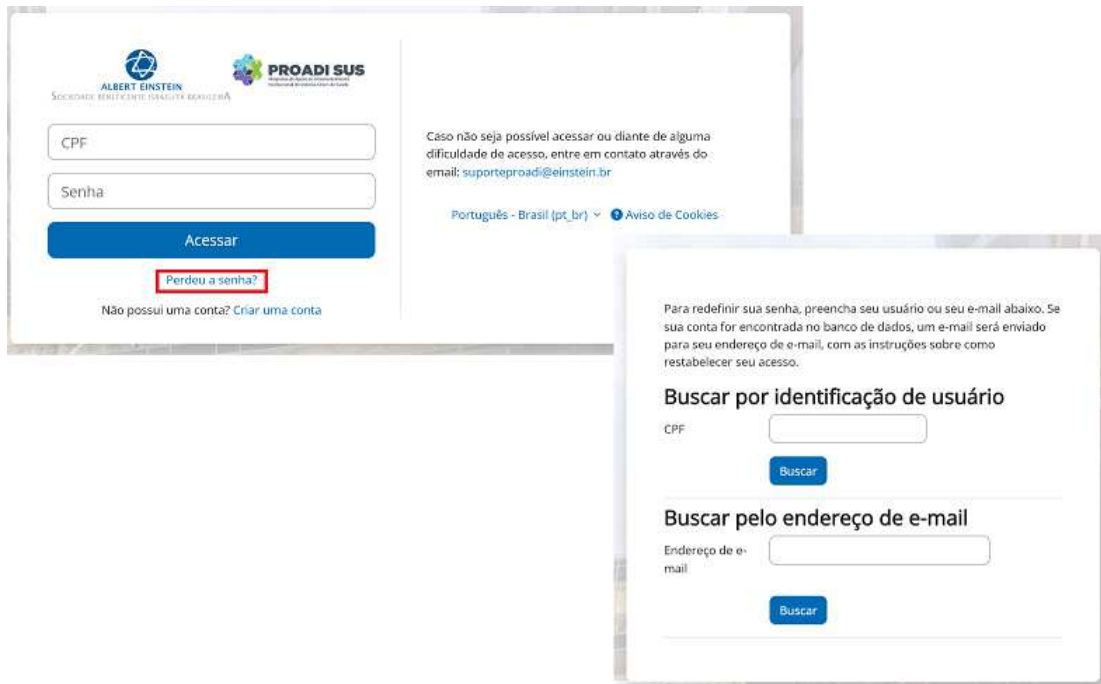 ALBERT EINSTEIN
SOCIEDADE BENEFICENTE ISRAELITA BRASILEIRA
PROADI SUS
CPF
Senha
Acessar
Perdeu a senha?
Não possui uma conta? Criar uma conta
Caso não seja possível acessar ou diante de alguma
dificuldade de acesso, entre em contato através do
email: suporteproadi@einstein.br
Português - Brasil (pt_br) Aviso de Cookies
Para redefinir sua senha, preencha seu usuário ou seu e-mail abaixo. Se
sua conta for encontrada no banco de dados, um e-mail será enviado
para seu endereço de e-mail, com as instruções sobre como
restabelecer seu acesso.
Buscar por identificação de usuário
CPF
Buscar
Buscar pelo endereço de e-mail
Endereço de e-
mail
Buscar